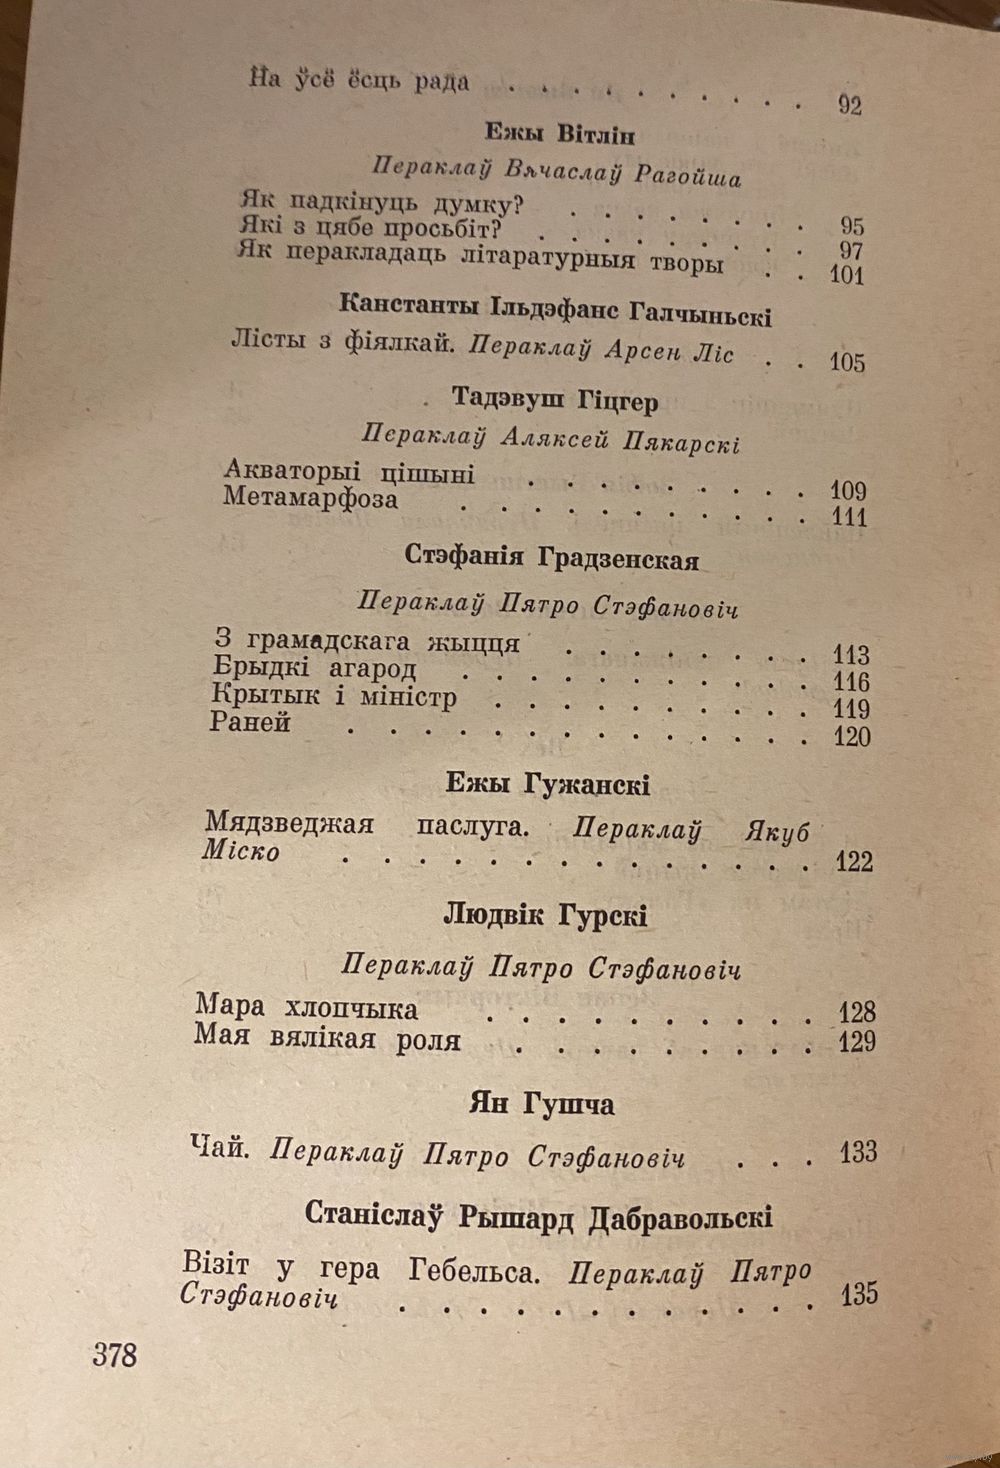 На ўсё ёсць рада . . . . . . . . . . 92
Ежы Вітлін
Пераклаў Вячаслаў Рагойша
Як падкінуць думку? . . . . . . . 95
Які з цябе просьбіт? . . . . . . . . 97
Як перакладаць літаратурныя творы . . 101
Канстанты Ільдэфанс Галчыньскі
Лісты з фіялкай. Пераклаў Арсен Ліс . . 105
Тадэвуш Гіцгер
Пераклаў Аляксей Пякарскі
Акваторыі цішыні . . . . . . . . . 109
Метамарфоза . . . . . . . . . . 111
Стэфанія Градзенская
Пераклаў Пятро Стэфановіч
З грамадскага жыцця . . . . . . . . 113
Брыдкі агарод . . . . . . . . . . . 116
Крытык і міністр . . . . . . . . . . 119
Раней . . . . . . . . . . . . . . 120
Ежы Гужанскі
Мядзведжая паслуга. Пераклаў Якуб
Міско . . . . . . . . . . . . . . 122
Людвік Гурскі
Пераклаў Пятро Стэфановіч
Мара хлопчыка . . . . . . . . . . 128
Мая вялікая роля . . . . . . . . . 129
Ян Гушча
Чай. Пераклаў Пятро Стэфановіч . . . 133
Станіслаў Рышард Дабравольскі
Візіт у гера Гебельса. Пераклаў Пятро
Стэфановіч . . . . . . . . . . . . 135
378